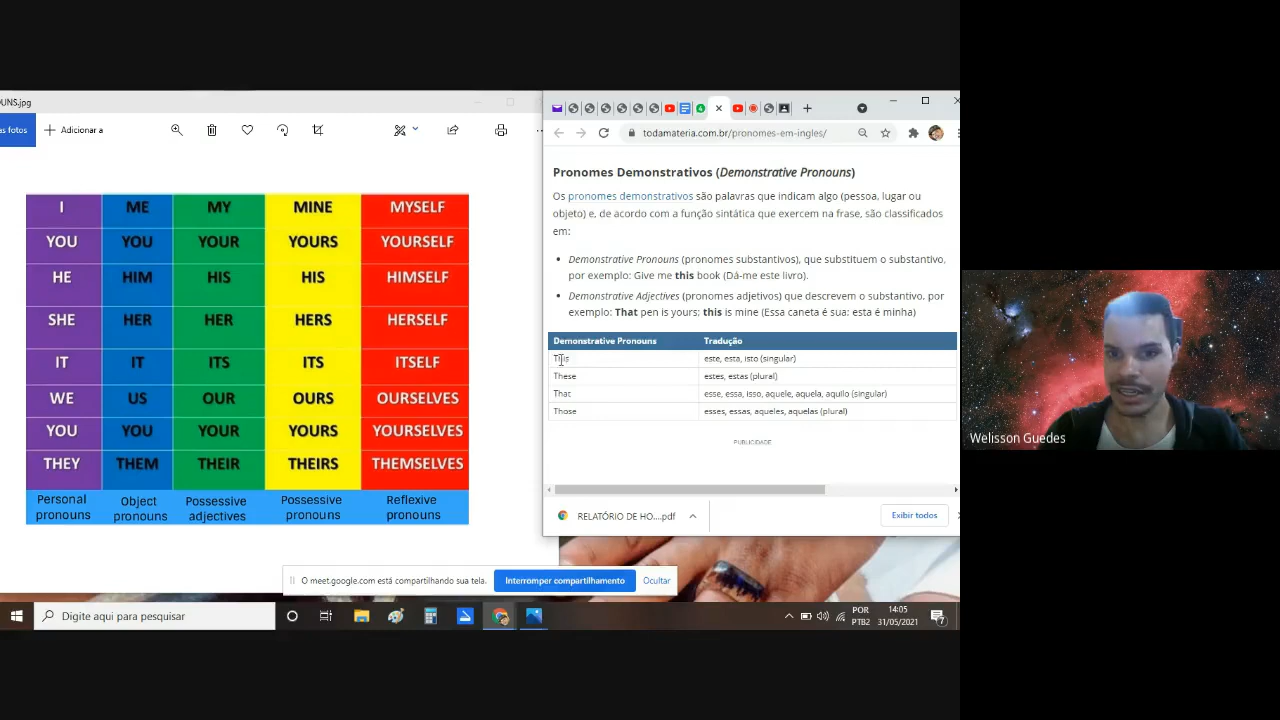 OUNS.jpg
as fotos
Adicionar a
I ME MY MINE MYSELF
YOU YOU YOUR YOURS YOURSELF
HE HIM HIS HIS HIMSELF
SHE HER HER HERS HERSELF
IT IT ITS ITS ITSELF
WE US OUR OURS OURSELVES
YOU YOU YOUR YOURS YOURSELVES
THEY THEM THEIR THEIRS THEMSELVES
Personal Object Possessive Possessive Reflexive
pronouns pronouns adjectives pronouns pronouns
todamateria.com.br/pronomes-em-ingles/
Pronomes Demonstrativos (Demonstrative Pronouns)
Os pronomes demonstrativos são palavras que indicam algo (pessoa, lugar ou
objeto) e, de acordo com a função sintática que exercem na frase, são classificados
em:
• Demonstrative Pronouns (pronomes substantivos), que substituem o substantivo,
por exemplo: Give me this book (Dá-me este livro).
• Demonstrative Adjectives (pronomes adjetivos) que descrevem o substantivo, por
exemplo: That pen is yours; this is mine (Essa caneta é sua; esta é minha)
Demonstrative Pronouns Tradução
This este, esta, isto (singular)
These estes, estas (plural)
That esse, essa, isso, aquele, aquela, aquilo (singular)
Those esses, essas, aqueles, aquelas (plural)
PUBLICIDADE
RELATÓRIO DE HO....pdf
Exibir todos
O meet.google.com está compartilhando sua tela.
Interromper compartilhamento
Ocultar
Digite aqui para pesquisar
POR
PTB2
14:05
31/05/2021
7
Welisson Guedes